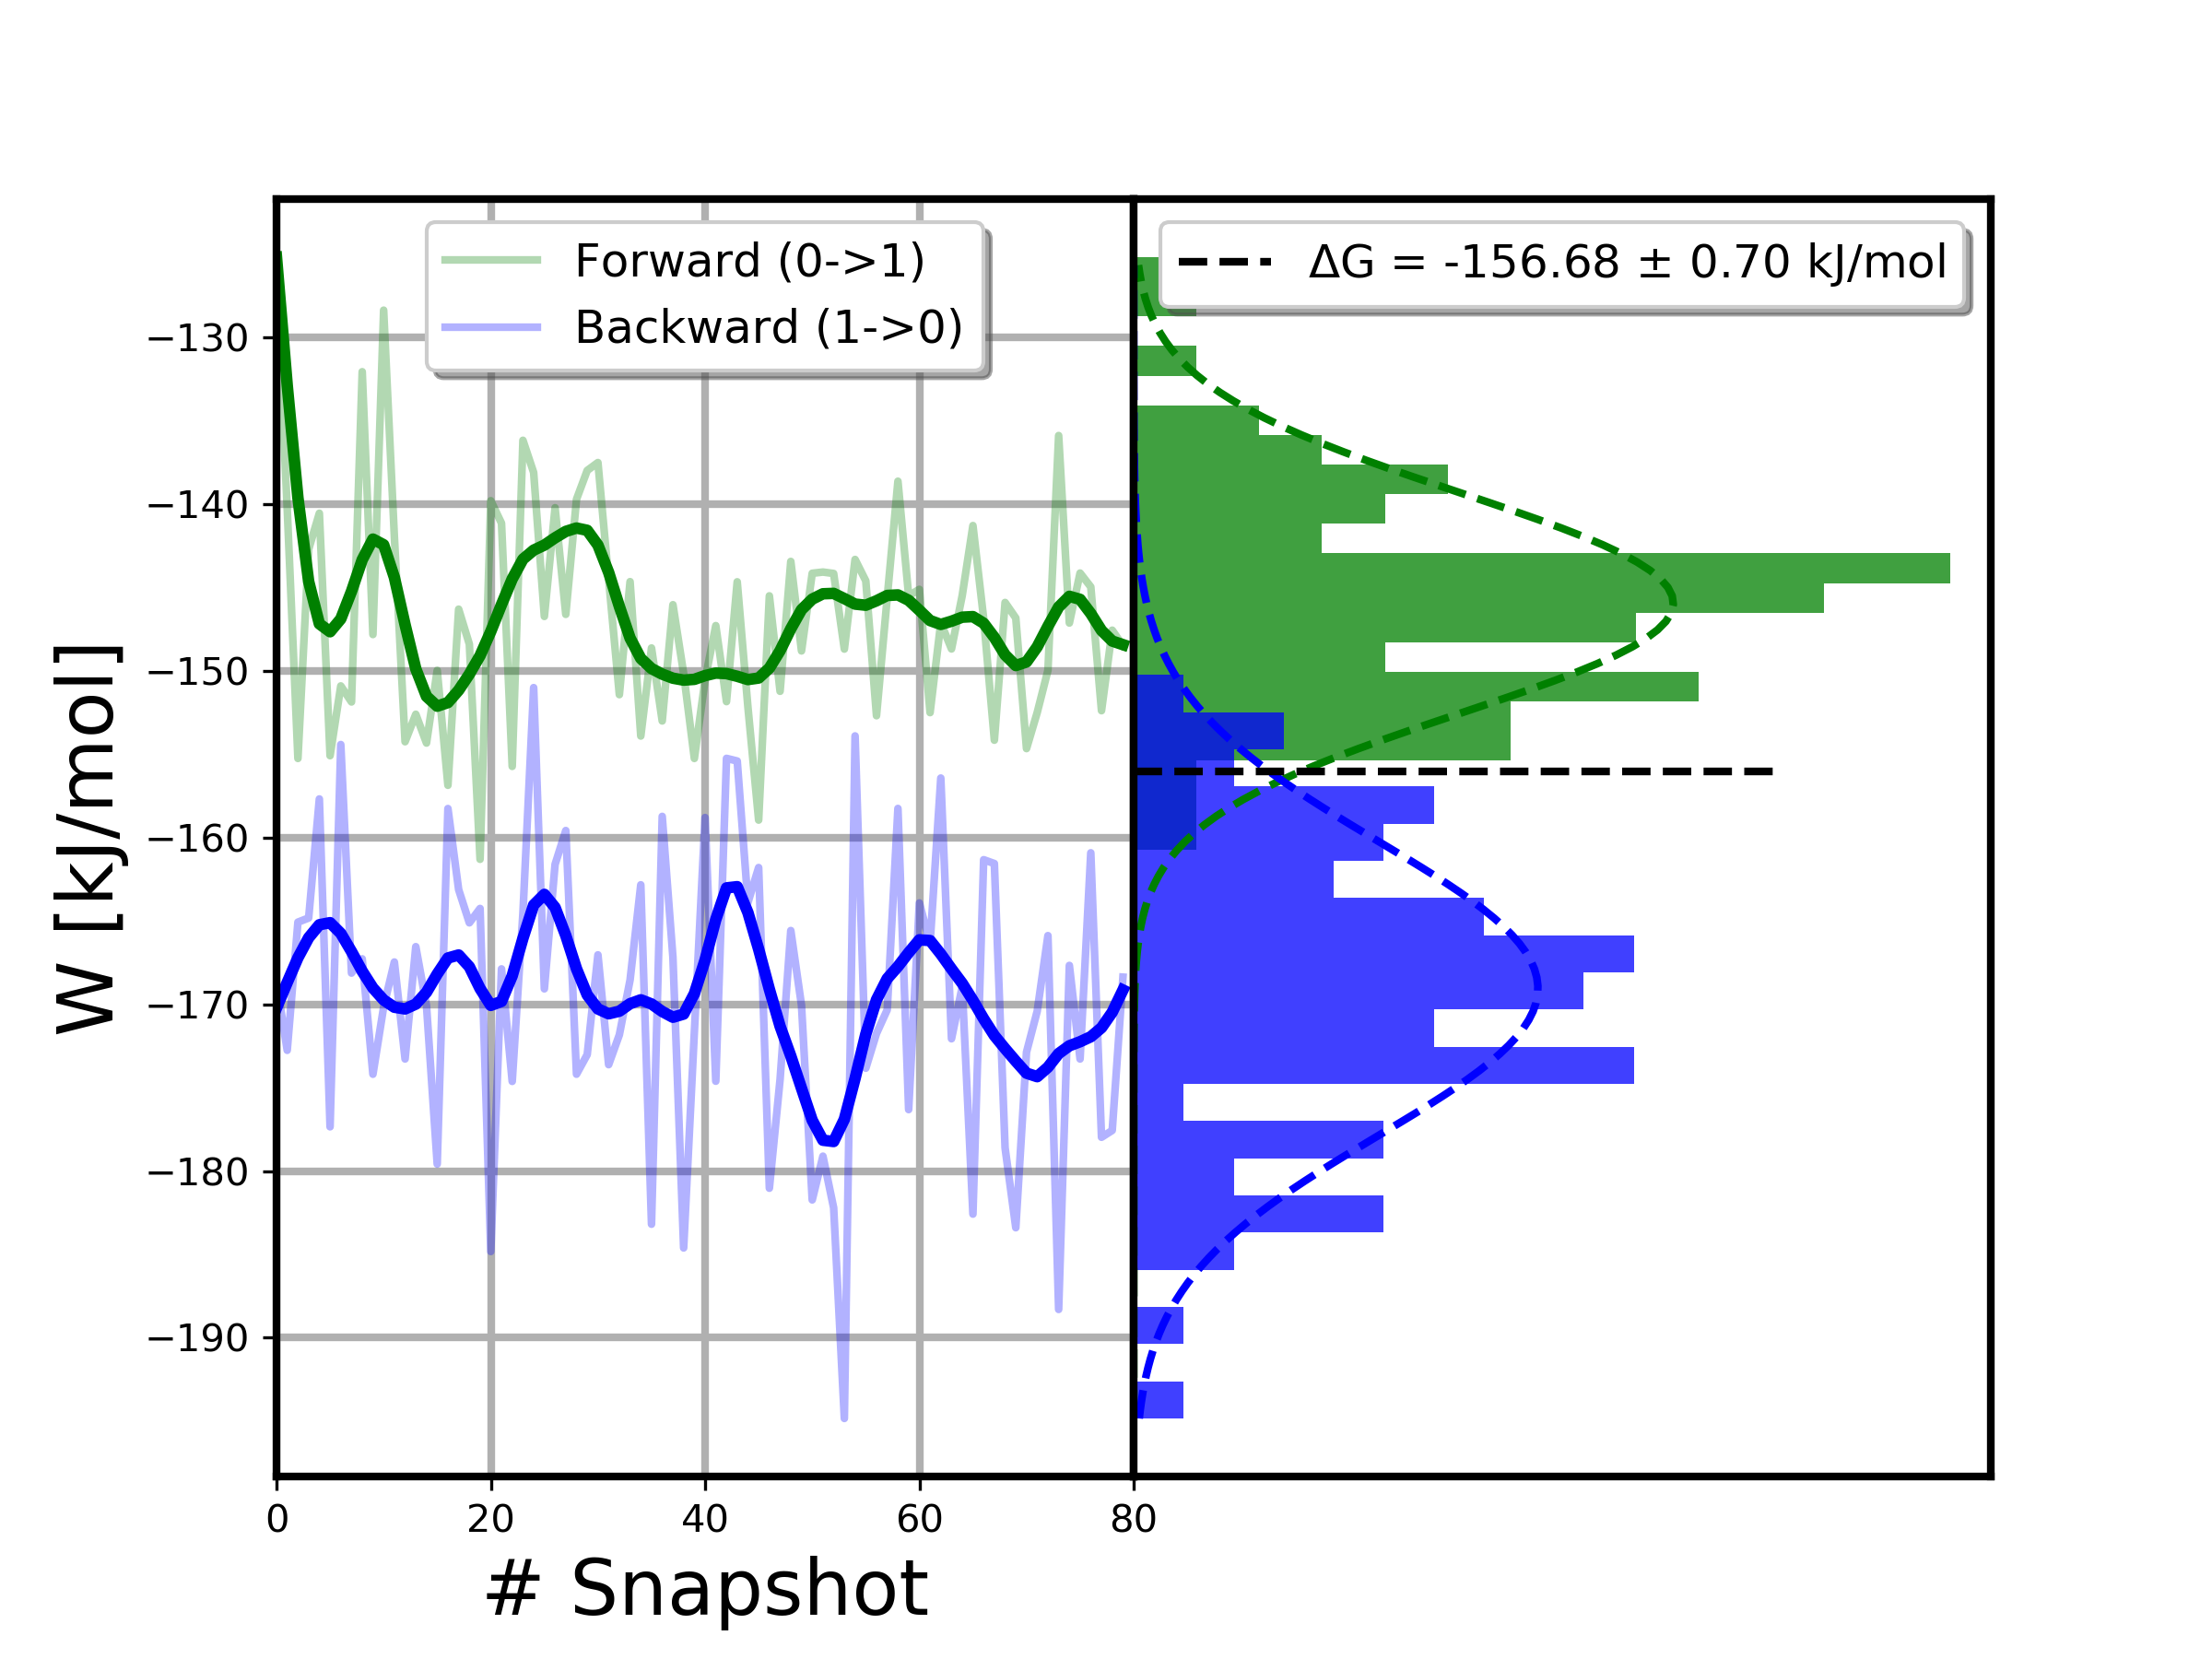 Forward (0->1)
Backward (1->0)
ΔG = -156.68 ± 0.70 kJ/mol
W [kJ/mol]
−130
−140
−150
−160
−170
−180
−190
0 20 40 60 80
# Snapshot